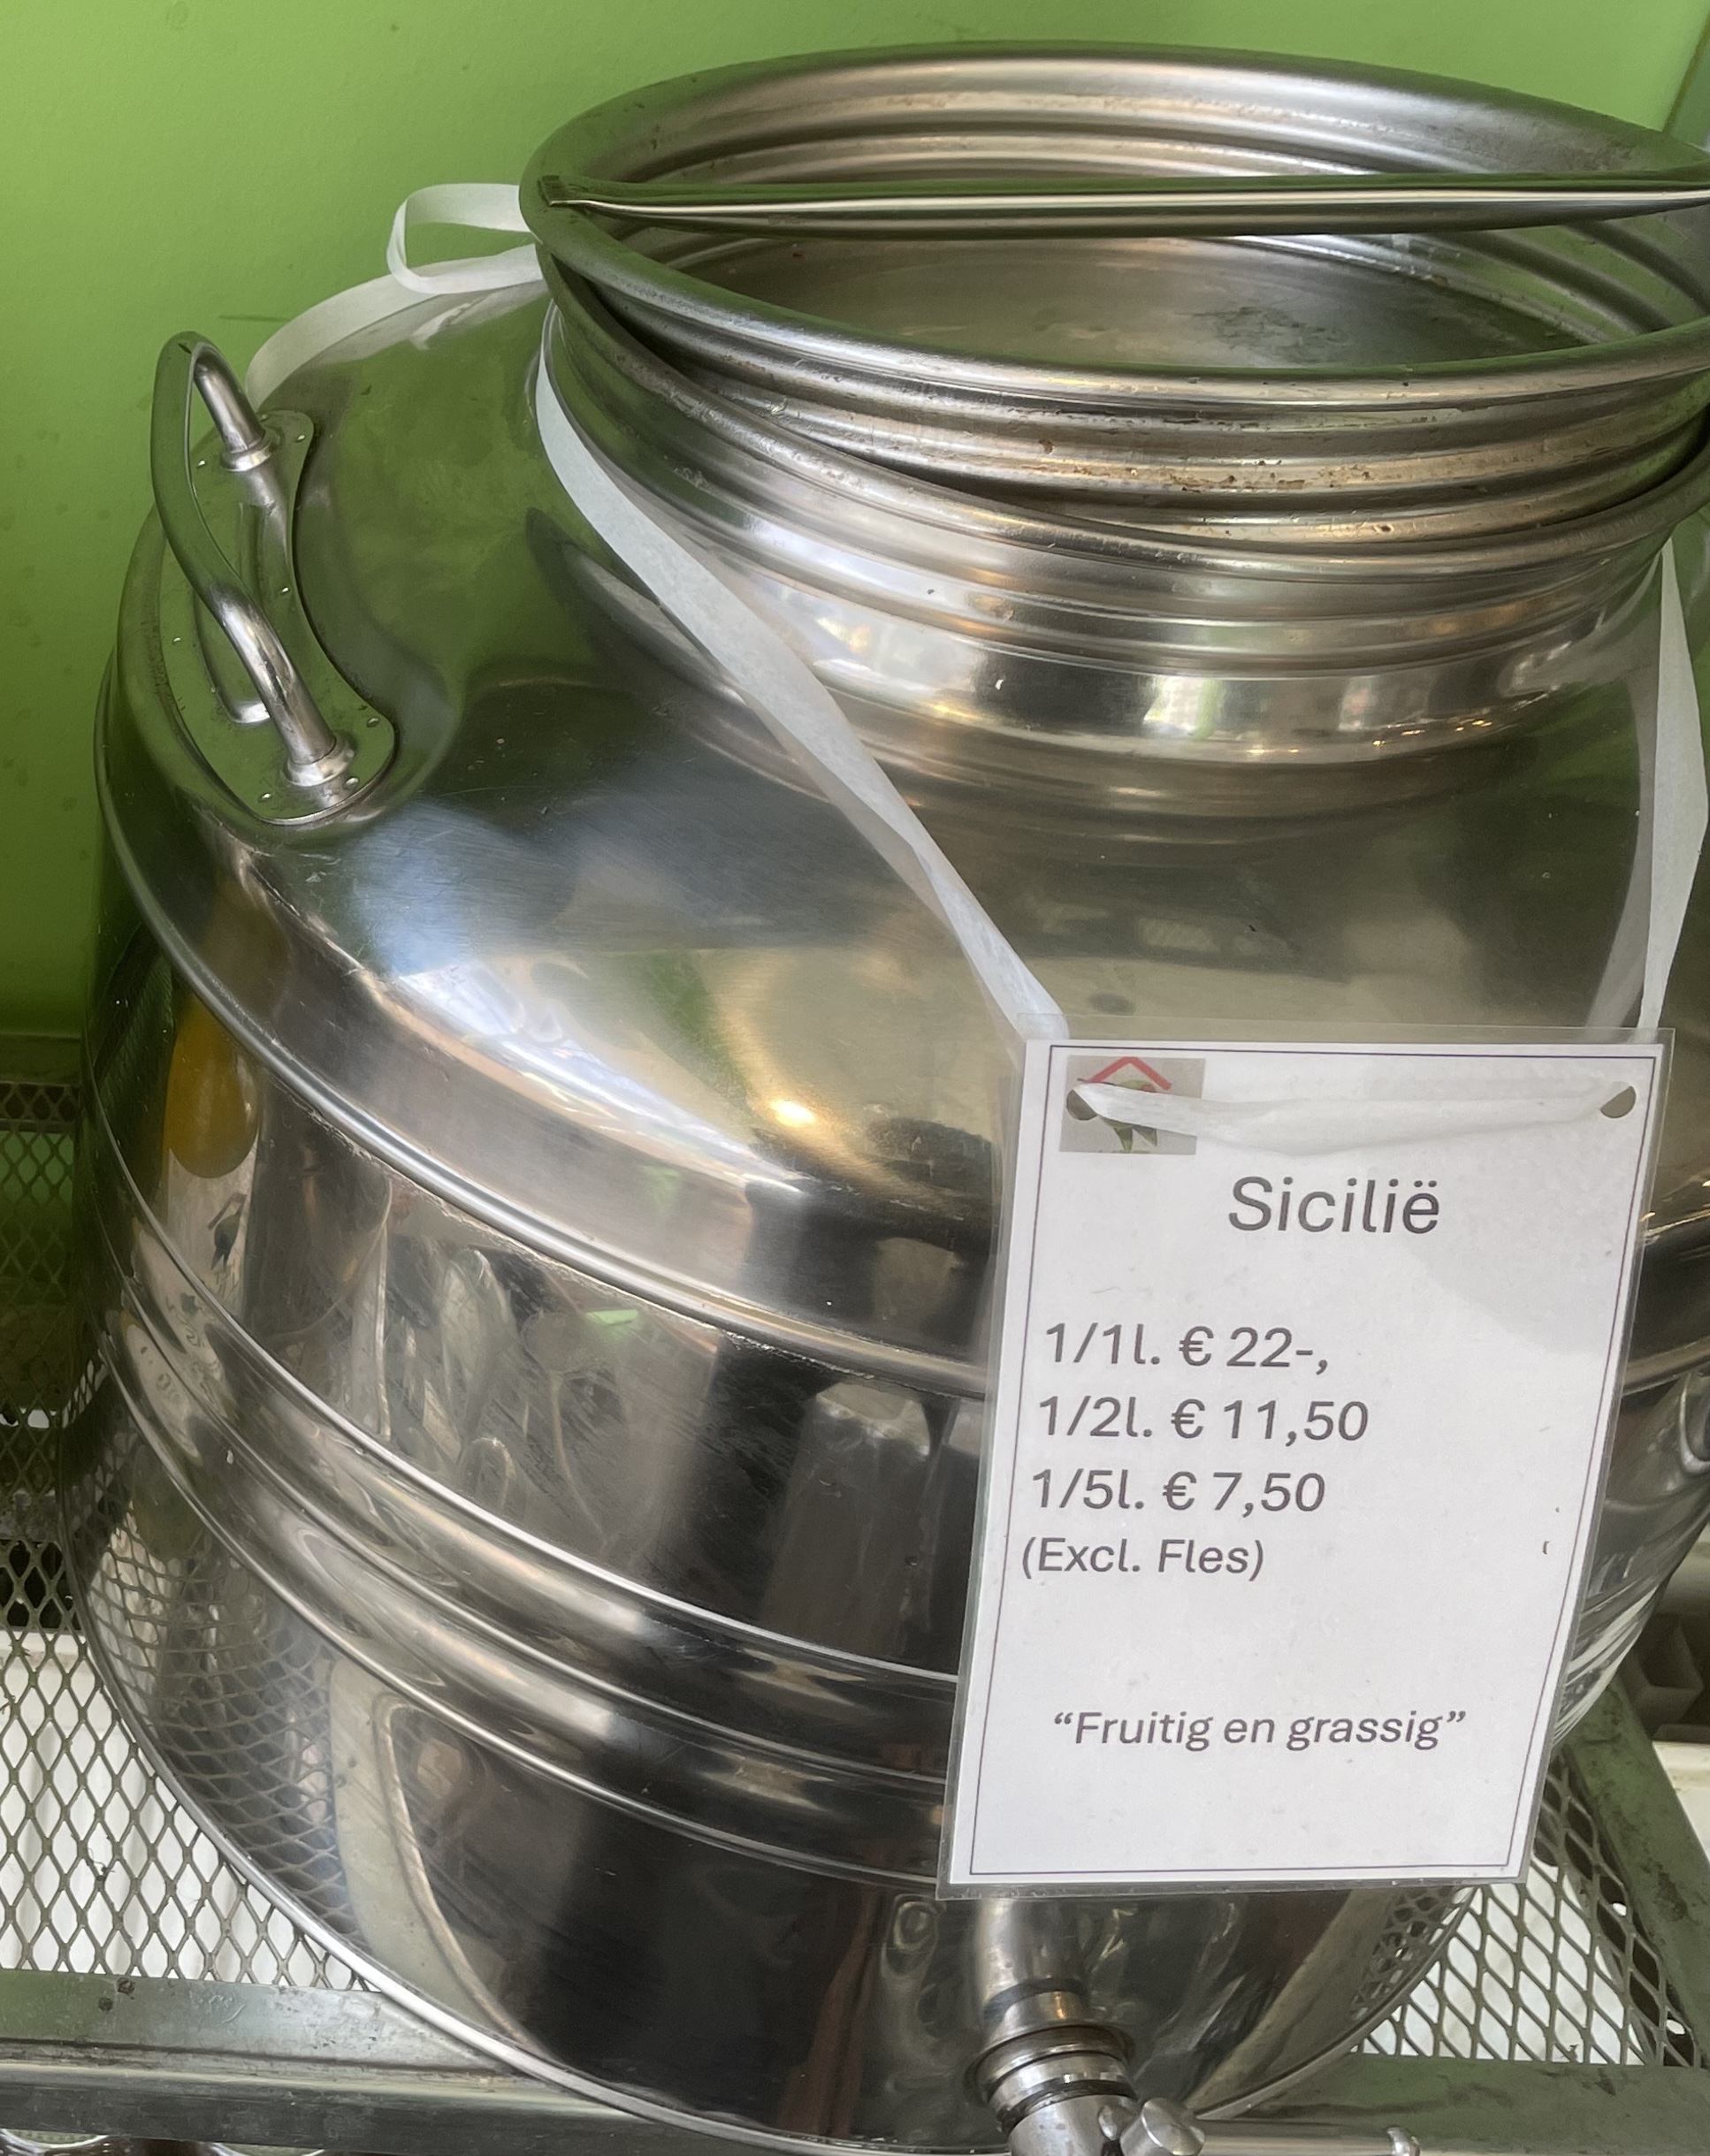 Sicilië
1/1l. € 22-,
1/2l. € 11,50
1/5l. € 7,50
(Excl. Fles)
“Fruitig en grassig”